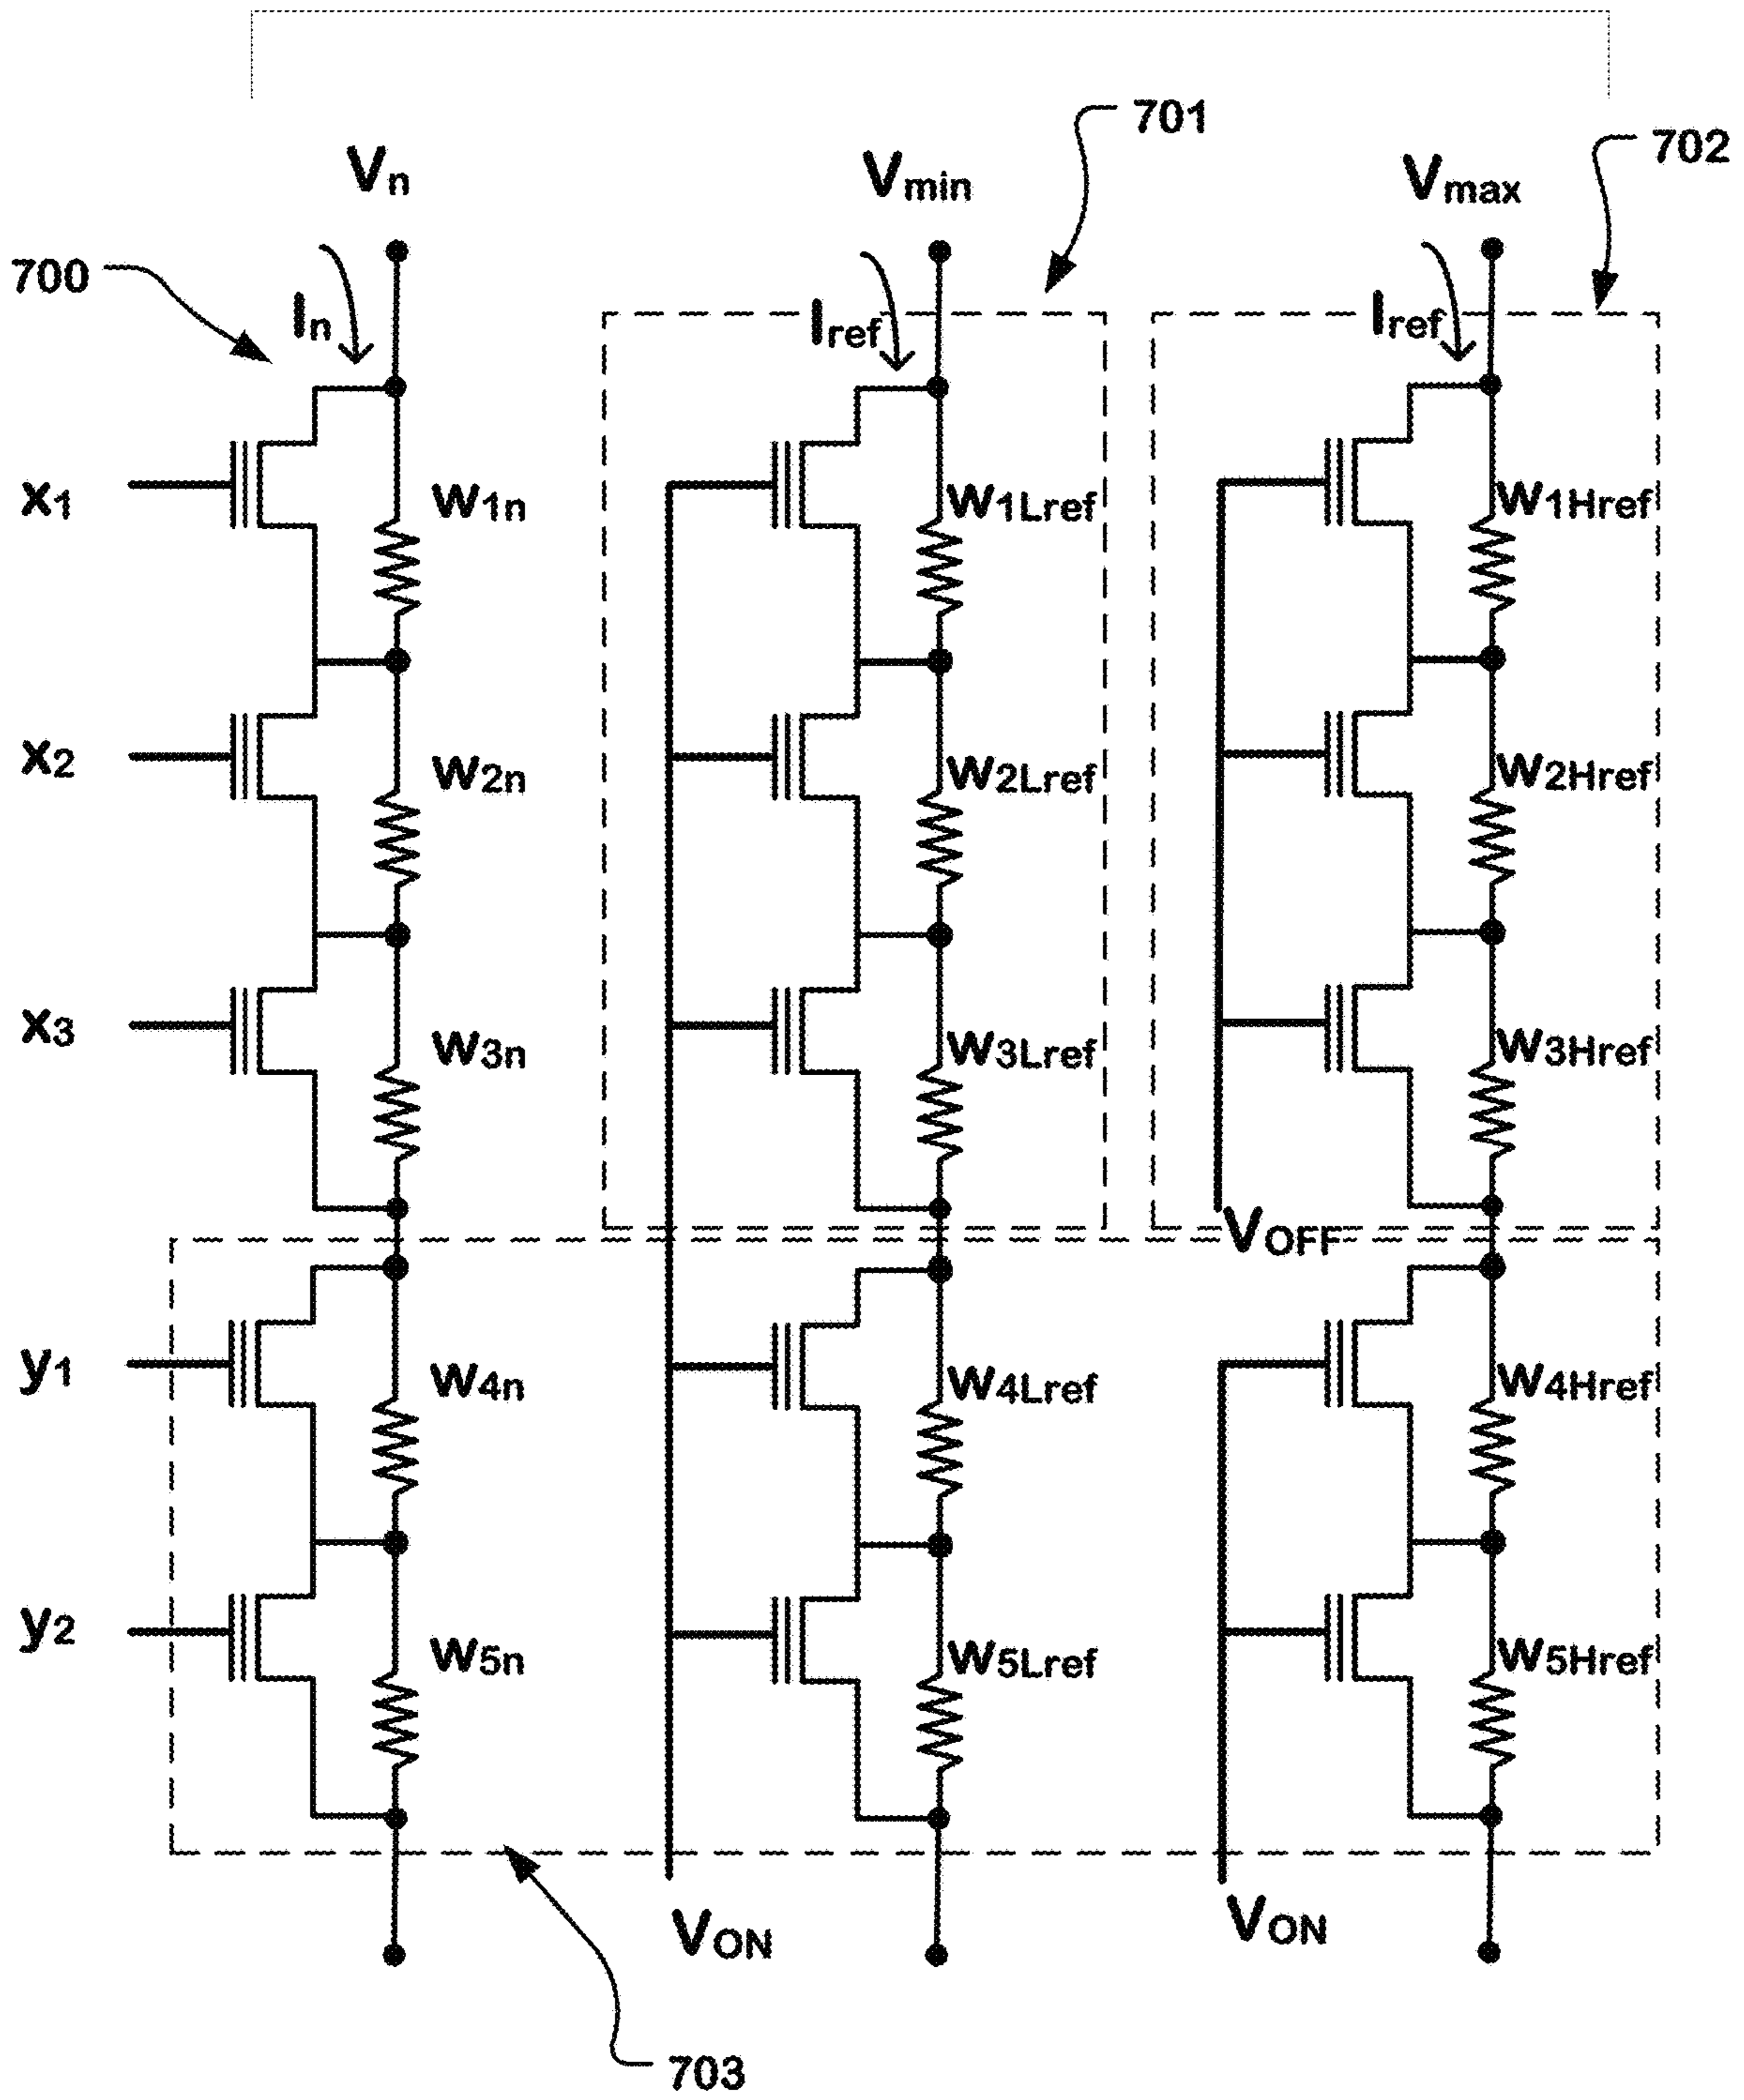 701
702
Vn
Vmin
Vmax
700
In
Iref
Iref
x1
w1n
w1Lref
w1Href
x2
w2n
w2Lref
w2Href
x3
w3n
w3Lref
w3Href
VOFF
y1
w4n
w4Lref
w4Href
y2
w5n
w5Lref
w5Href
VON
VON
703